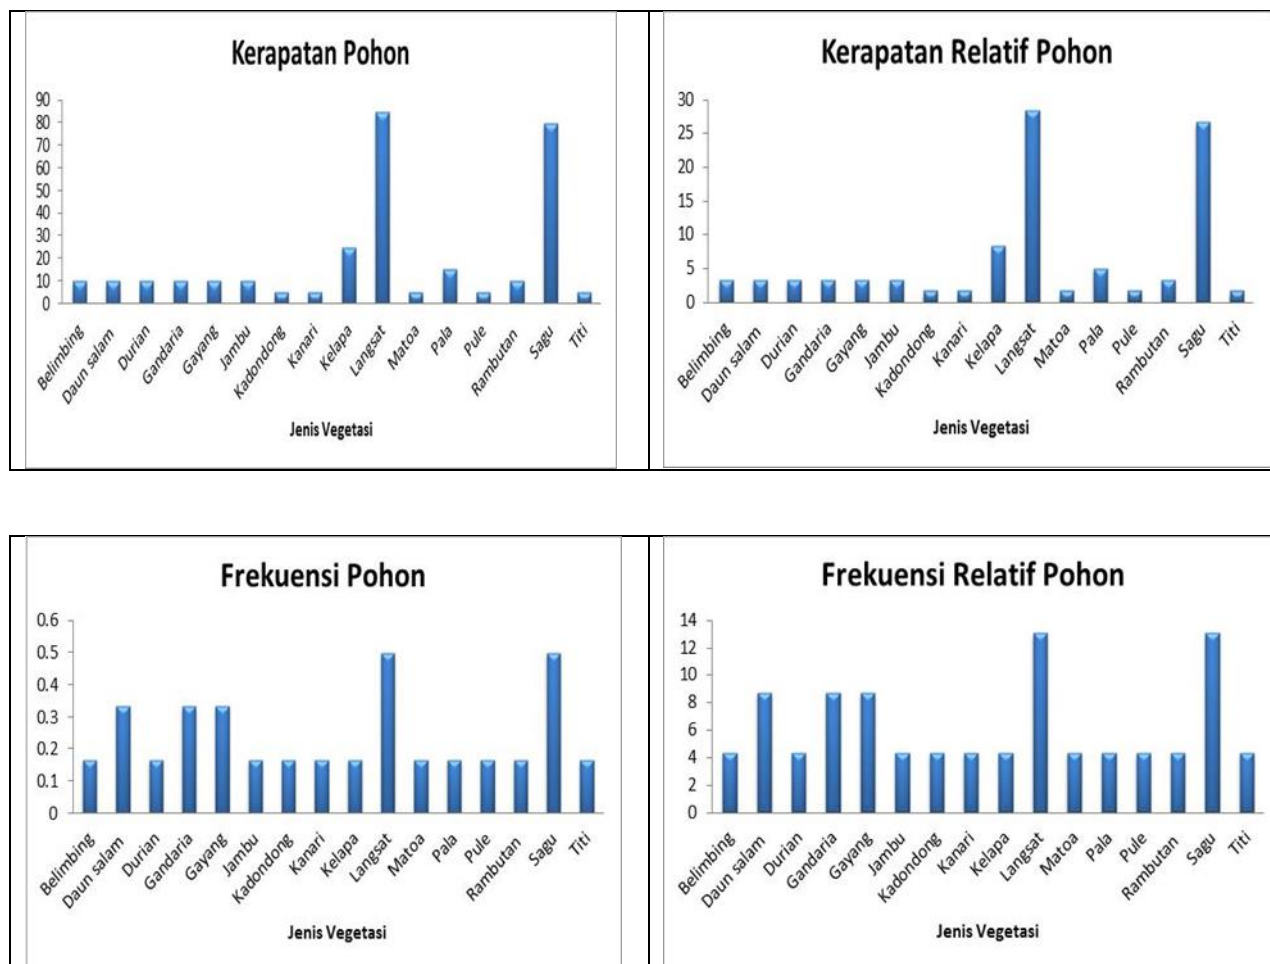 Kerapatan Pohon
90
80
70
60
50
40
30
20
10
0
Belimbing
Daun salam
Durian
Gandaria
Gayang
Jambu
Kadondong
Kanari
Kelapa
Langsat
Matoa
Pala
Pule
Rambutan
Sagu
Titi
Jenis Vegetasi
Kerapatan Relatif Pohon
30
25
20
15
10
5
0
Belimbing
Daun salam
Durian
Gandaria
Gayang
Jambu
Kadondong
Kanari
Kelapa
Langsat
Matoa
Pala
Pule
Rambutan
Sagu
Titi
Jenis Vegetasi
Frekuensi Pohon
0.6
0.5
0.4
0.3
0.2
0.1
0
Belimbing
Daun salam
Durian
Gandaria
Gayang
Jambu
Kadondong
Kanari
Kelapa
Langsat
Matoa
Pala
Pule
Rambutan
Sagu
Titi
Jenis Vegetasi
Frekuensi Relatif Pohon
14
12
10
8
6
4
2
0
Belimbing
Daun salam
Durian
Gandaria
Gayang
Jambu
Kadondong
Kanari
Kelapa
Langsat
Matoa
Pala
Pule
Rambutan
Sagu
Titi
Jenis Vegetasi